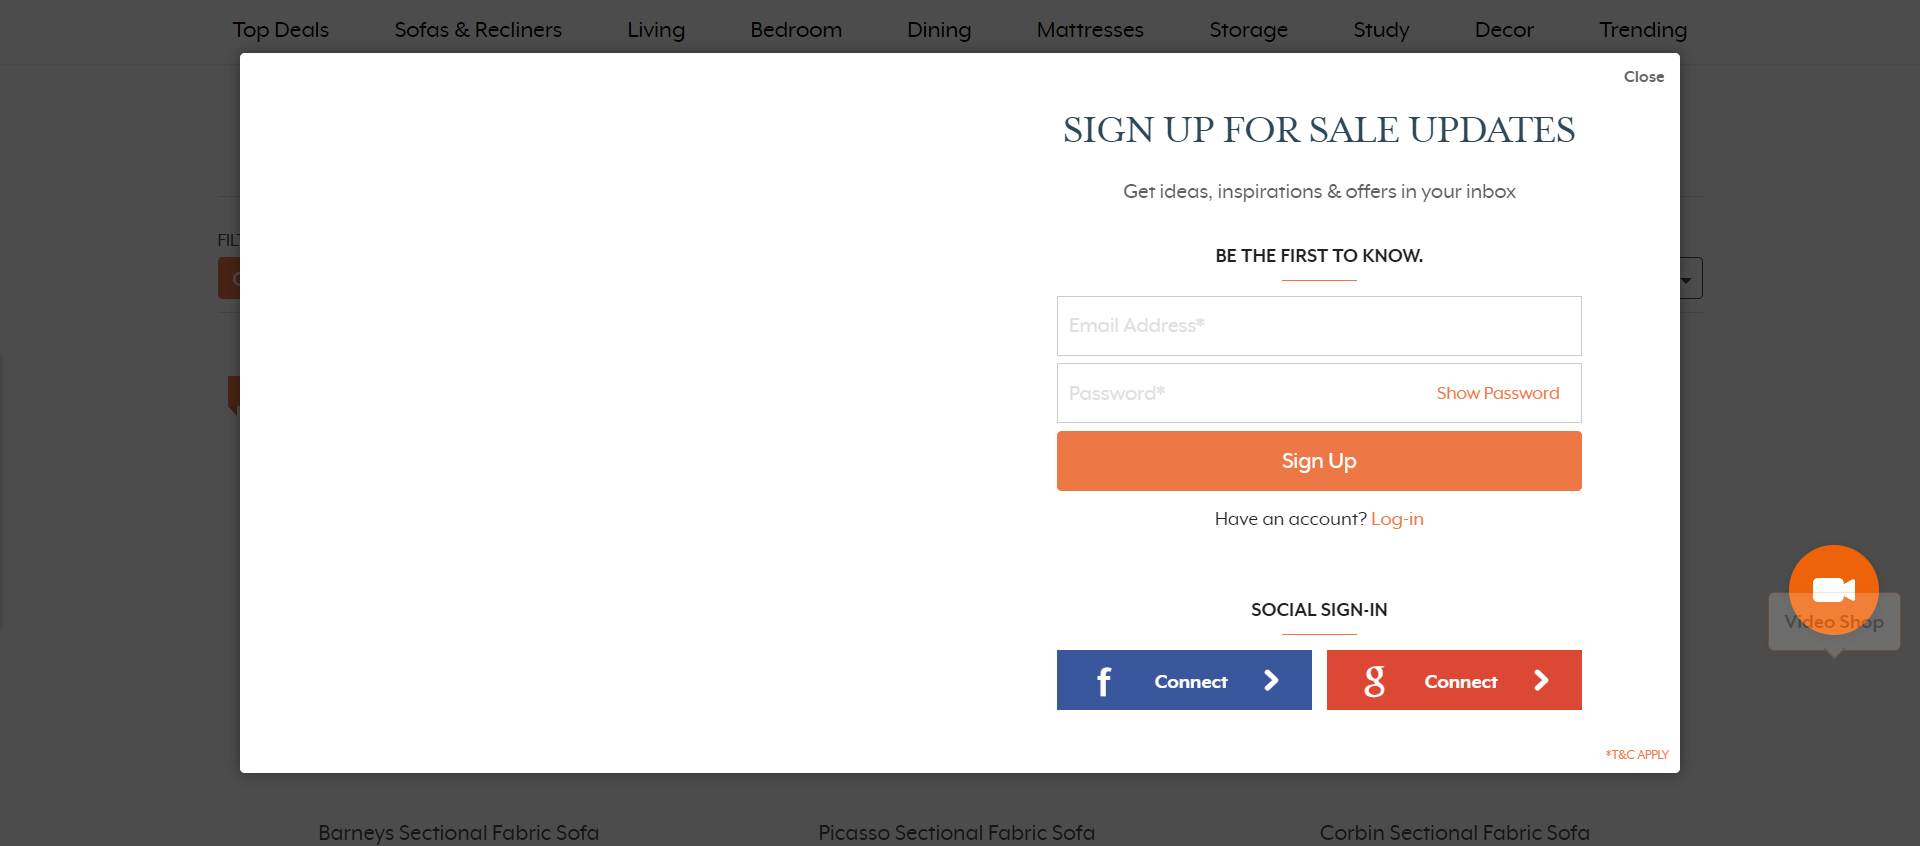 Top Deals Sofas & Recliners Living Bedroom Dining Mattresses Storage Study Decor Trending
Close
SIGN UP FOR SALE UPDATES
Get ideas, inspirations & offers in your inbox
BE THE FIRST TO KNOW.
Email Address*
Password* Show Password
Sign Up
Have an account? Log-in
SOCIAL SIGN-IN
f Connect g Connect
*T&C APPLY
Video Shop
Barneys Sectional Fabric Sofa Picasso Sectional Fabric Sofa Corbin Sectional Fabric Sofa